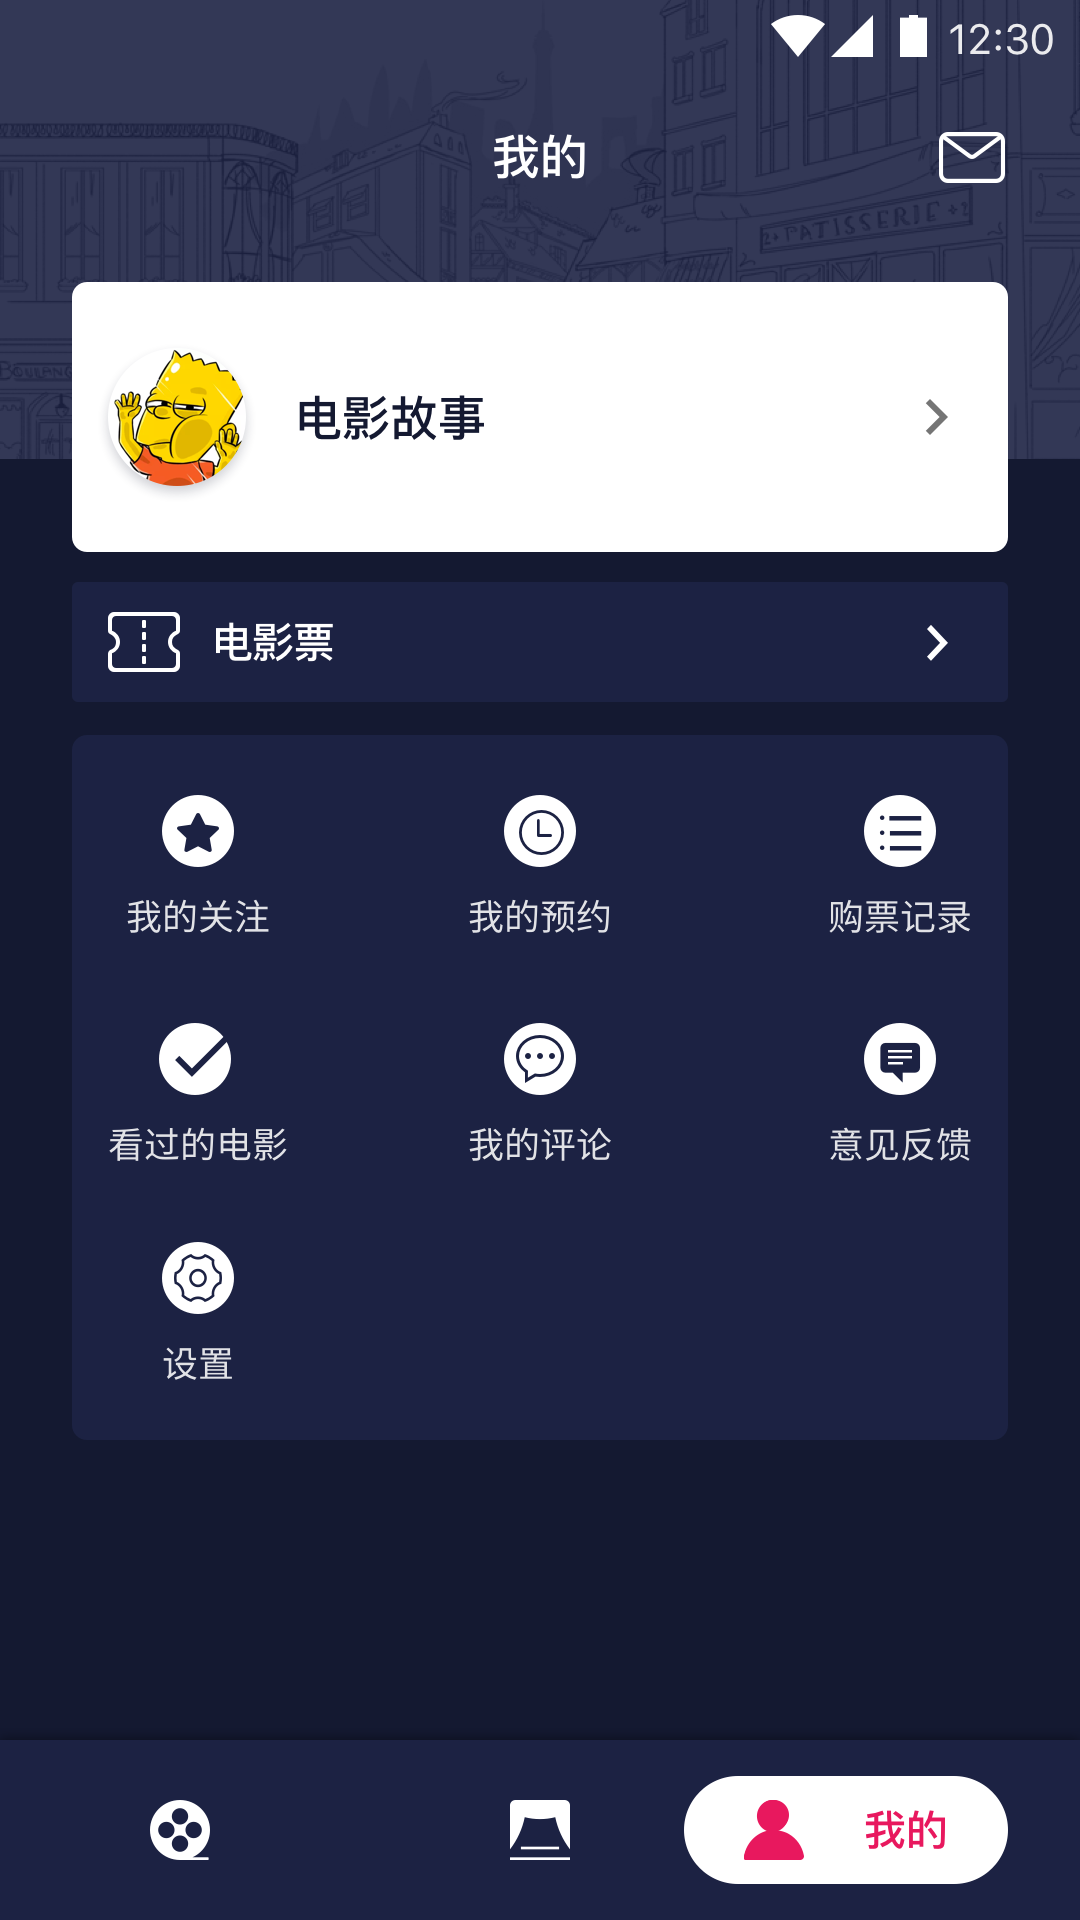 12:30
我的
PATISSERIE
BOULANG
电影故事
电影票
我的关注
我的预约
购票记录
看过的电影
我的评论
意见反馈
设置
我的